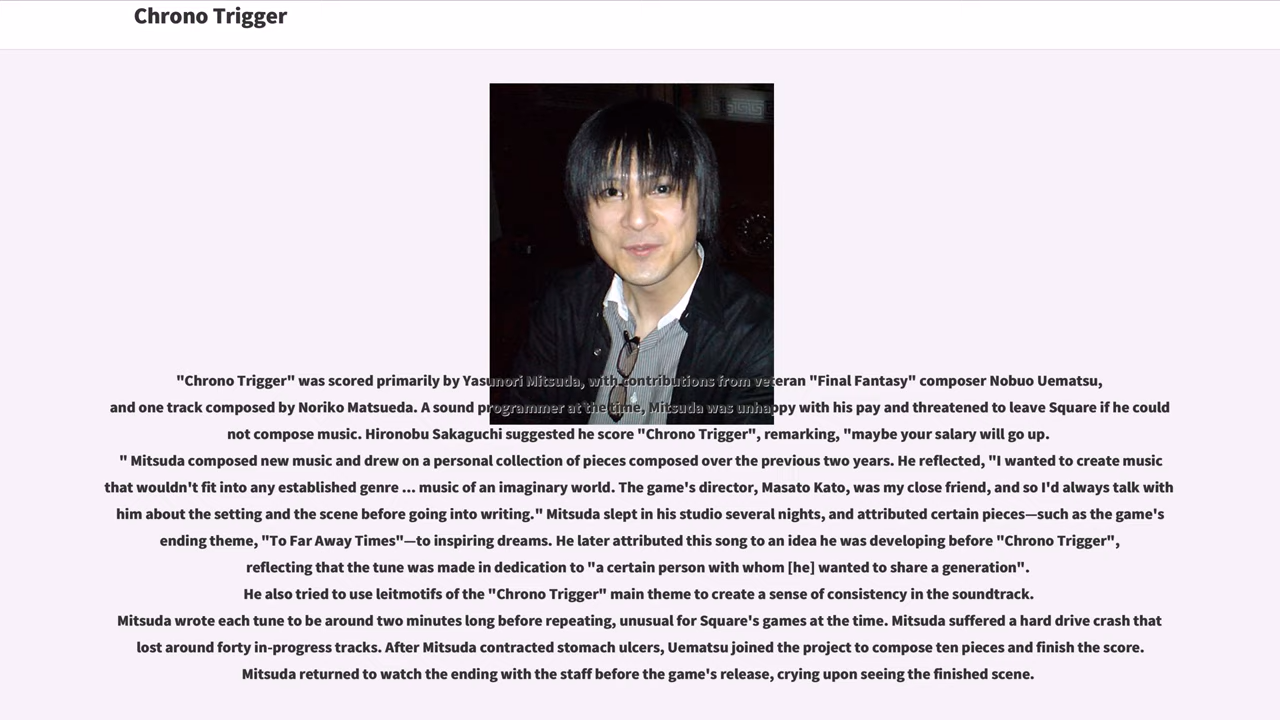 Chrono Trigger
"Chrono Trigger" was scored primarily by Yasunori Mitsuda, with contributions from veteran "Final Fantasy" composer Nobuo Uematsu,
and one track composed by Noriko Matsueda. A sound programmer at the time, Mitsuda was unhappy with his pay and threatened to leave Square if he could
not compose music. Hironobu Sakaguchi suggested he score "Chrono Trigger", remarking, "maybe your salary will go up.
" Mitsuda composed new music and drew on a personal collection of pieces composed over the previous two years. He reflected, "I wanted to create music
that wouldn't fit into any established genre ... music of an imaginary world. The game's director, Masato Kato, was my close friend, and so I'd always talk with
him about the setting and the scene before going into writing." Mitsuda slept in his studio several nights, and attributed certain pieces—such as the game's
ending theme, "To Far Away Times"—to inspiring dreams. He later attributed this song to an idea he was developing before "Chrono Trigger",
reflecting that the tune was made in dedication to "a certain person with whom [he] wanted to share a generation".
He also tried to use leitmotifs of the "Chrono Trigger" main theme to create a sense of consistency in the soundtrack.
Mitsuda wrote each tune to be around two minutes long before repeating, unusual for Square's games at the time. Mitsuda suffered a hard drive crash that
lost around forty in-progress tracks. After Mitsuda contracted stomach ulcers, Uematsu joined the project to compose ten pieces and finish the score.
Mitsuda returned to watch the ending with the staff before the game's release, crying upon seeing the finished scene.